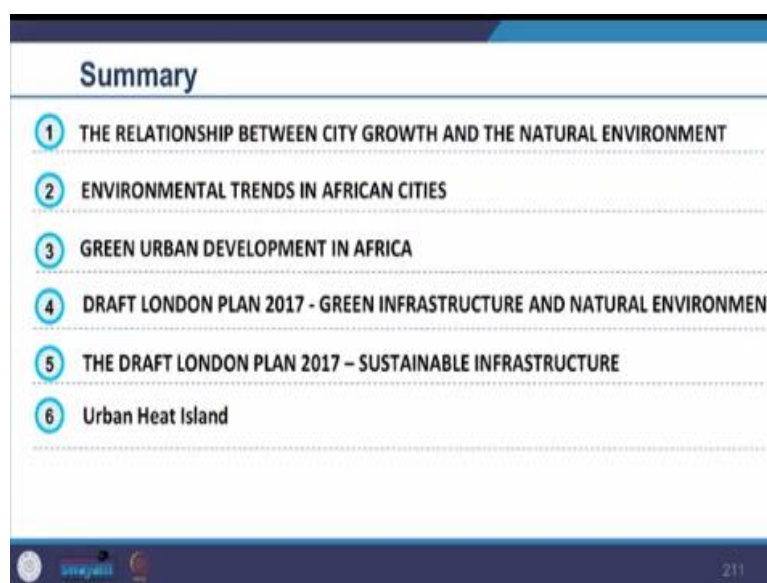 Summary
1 THE RELATIONSHIP BETWEEN CITY GROWTH AND THE NATURAL ENVIRONMENT
2 ENVIRONMENTAL TRENDS IN AFRICAN CITIES
3 GREEN URBAN DEVELOPMENT IN AFRICA
4 DRAFT LONDON PLAN 2017 - GREEN INFRASTRUCTURE AND NATURAL ENVIRONMEN
5 THE DRAFT LONDON PLAN 2017 – SUSTAINABLE INFRASTRUCTURE
6 Urban Heat Island
swayam
211